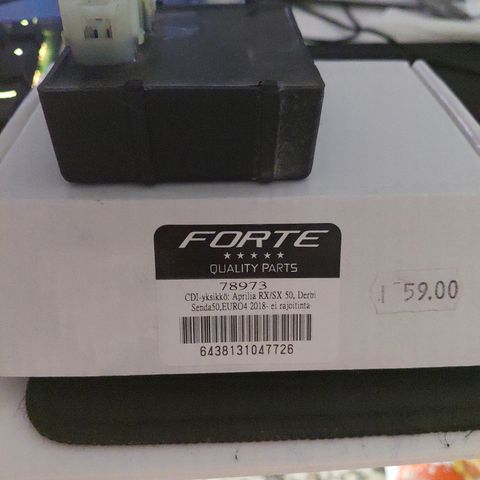 FORTE
★★★★★
QUALITY PARTS
78973
CDI-yksikkö: Aprilia RX/SX 50, Derbi
Senda50,EURO4 2018- ei rajoitinta
6438131047726
59.00